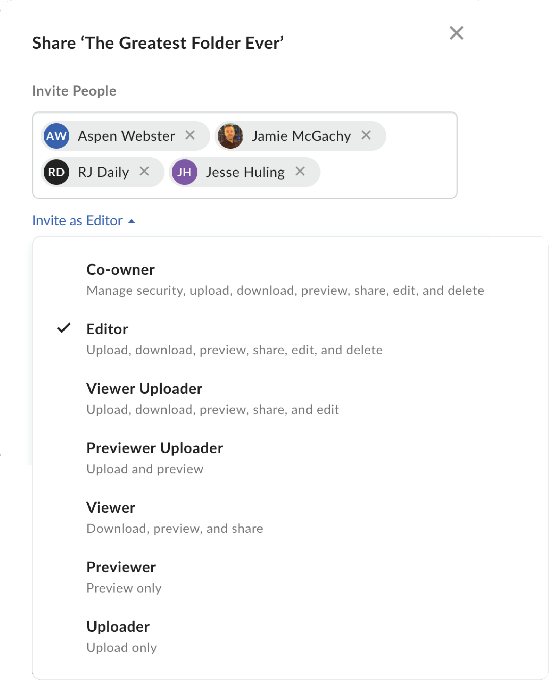 Share ‘The Greatest Folder Ever’
Invite People
AW Aspen Webster Jamie McGachy
RD RJ Daily JH Jesse Huling
Invite as Editor
Co-owner
Manage security, upload, download, preview, share, edit, and delete
Editor
Upload, download, preview, share, edit, and delete
Viewer Uploader
Upload, download, preview, share, and edit
Previewer Uploader
Upload and preview
Viewer
Download, preview, and share
Previewer
Preview only
Uploader
Upload only